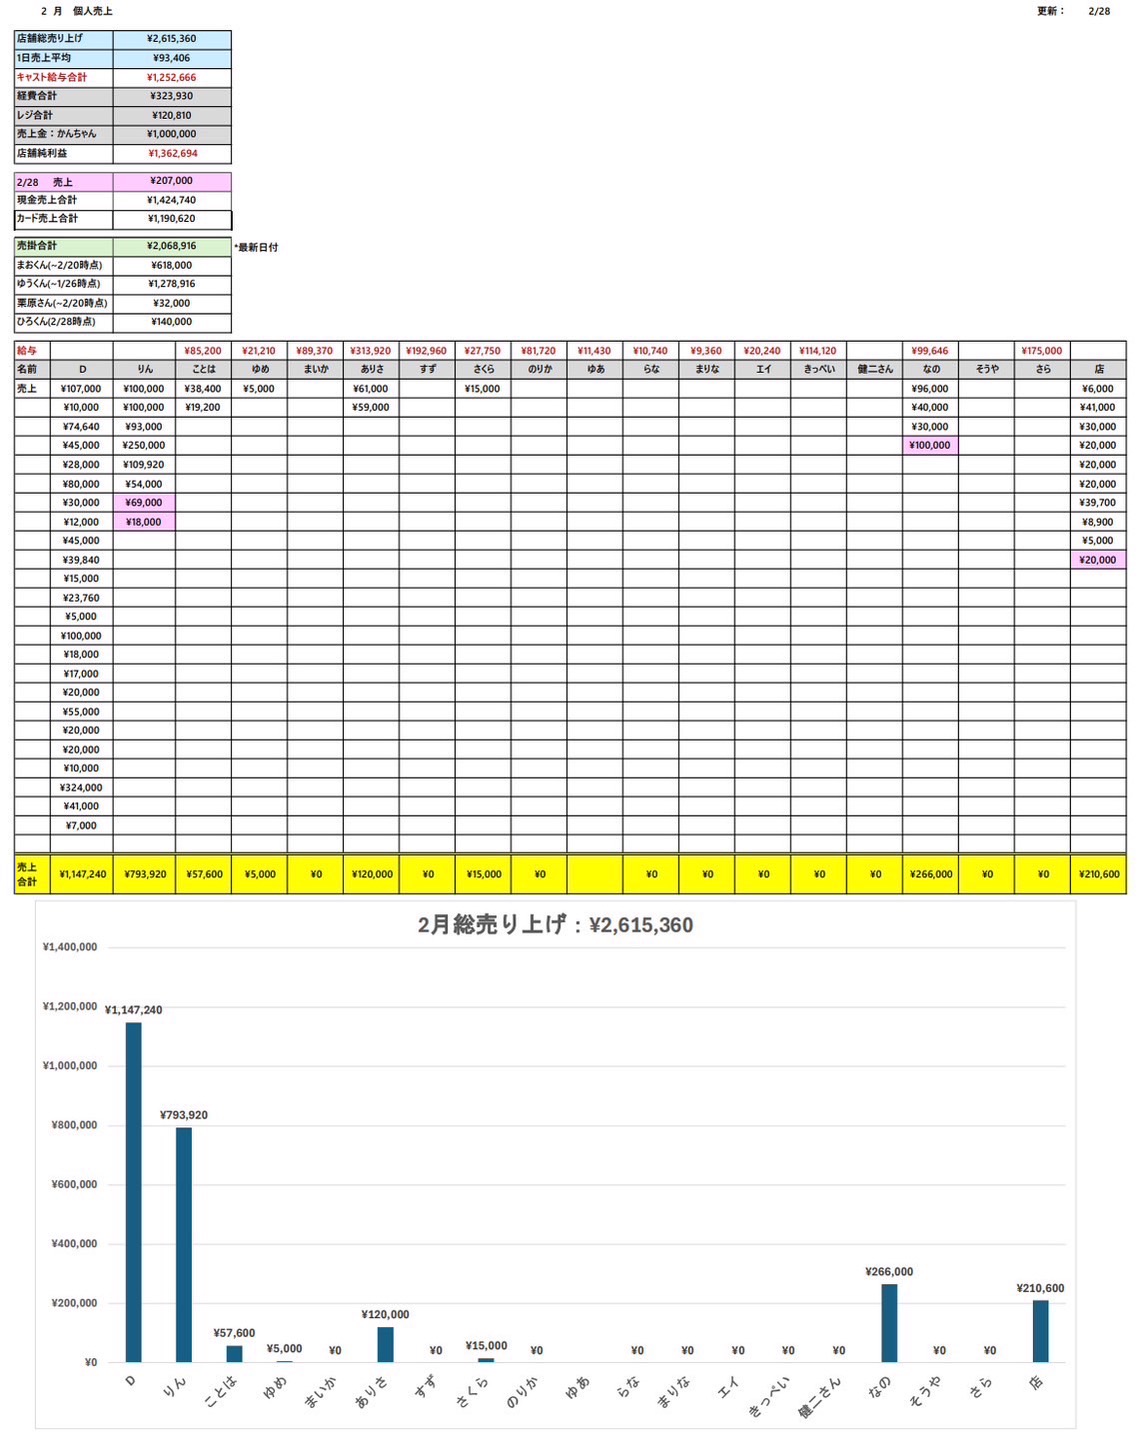 2 月 個人売上 更新： 2/28
店舗総売り上げ ¥2,615,360
1日売上平均 ¥93,406
キャスト給与合計 ¥1,252,666
経費合計 ¥323,930
レジ合計 ¥120,810
売上金：かんちゃん ¥1,000,000
店舗純利益 ¥1,362,694
2/28 売上 ¥207,000
現金売上合計 ¥1,424,740
カード売上合計 ¥1,190,620
売掛合計 ¥2,068,916 *最新日付
まおくん(~2/20時点) ¥618,000
ゆうくん(~1/26時点) ¥1,278,916
栗原さん(~2/20時点) ¥32,000
ひろくん(2/28時点) ¥140,000
給与 ¥85,200 ¥21,210 ¥89,370 ¥313,920 ¥192,960 ¥27,750 ¥81,720 ¥11,430 ¥10,740 ¥9,360 ¥20,240 ¥114,120 ¥99,646 ¥175,000
名前 D りん ことは ゆめ まいか ありさ すず さくら のりか ゆあ らな まりな エイ きっぺい 健二さん なの そうや さら 店
売上 ¥107,000 ¥100,000 ¥38,400 ¥5,000 ¥61,000 ¥15,000 ¥96,000 ¥6,000
¥10,000 ¥100,000 ¥19,200 ¥59,000 ¥40,000 ¥41,000
¥74,640 ¥93,000 ¥30,000 ¥30,000
¥45,000 ¥250,000 ¥100,000 ¥20,000
¥28,000 ¥109,920 ¥20,000
¥80,000 ¥54,000 ¥20,000
¥30,000 ¥69,000 ¥39,700
¥12,000 ¥18,000 ¥8,900
¥45,000 ¥5,000
¥39,840 ¥20,000
¥15,000
¥23,760
¥5,000
¥100,000
¥18,000
¥17,000
¥20,000
¥55,000
¥20,000
¥20,000
¥10,000
¥324,000
¥41,000
¥7,000
売上
合計 ¥1,147,240 ¥793,920 ¥57,600 ¥5,000 ¥0 ¥120,000 ¥0 ¥15,000 ¥0 ¥0 ¥0 ¥0 ¥0 ¥0 ¥266,000 ¥0 ¥0 ¥210,600
2月総売り上げ：¥2,615,360
¥1,400,000
¥1,200,000
¥1,000,000
¥800,000
¥600,000
¥400,000
¥200,000
¥0
¥1,147,240 ¥793,920 ¥57,600 ¥5,000 ¥0 ¥120,000 ¥0 ¥15,000 ¥0 ¥0 ¥0 ¥0 ¥0 ¥0 ¥266,000 ¥0 ¥0 ¥210,600
D りん ことは ゆめ まいか ありさ すず さくら のりか ゆあ らな まりな エイ きっぺい 健二さん なの そうや さら 店